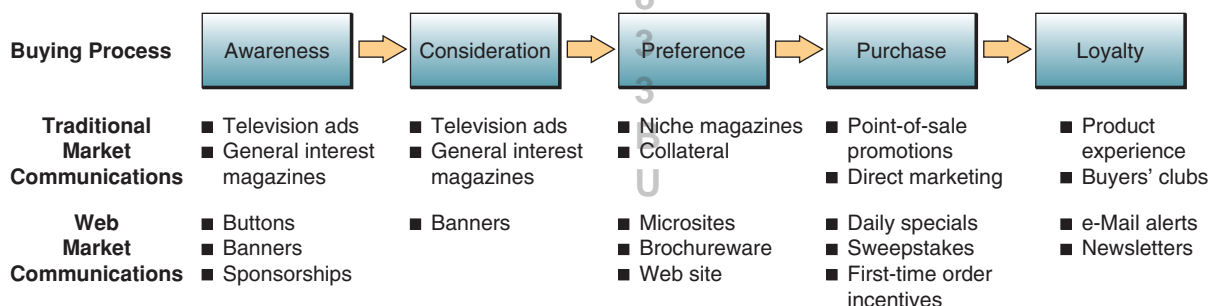 Buying Process
Awareness
Consideration
Preference
Purchase
Loyalty
Traditional
Market
Communications
■ Television ads
■ General interest
magazines
■ Television ads
■ General interest
magazines
■ Niche magazines
■ Collateral
■ Point-of-sale
promotions
■ Direct marketing
■ Product
experience
■ Buyers' clubs
Web
Market
Communications
■ Buttons
■ Banners
■ Sponsorships
■ Banners
■ Microsites
■ Brochureware
■ Web site
■ Daily specials
■ Sweepstakes
■ First-time order
incentives
■ e-Mail alerts
■ Newsletters
3
3
U